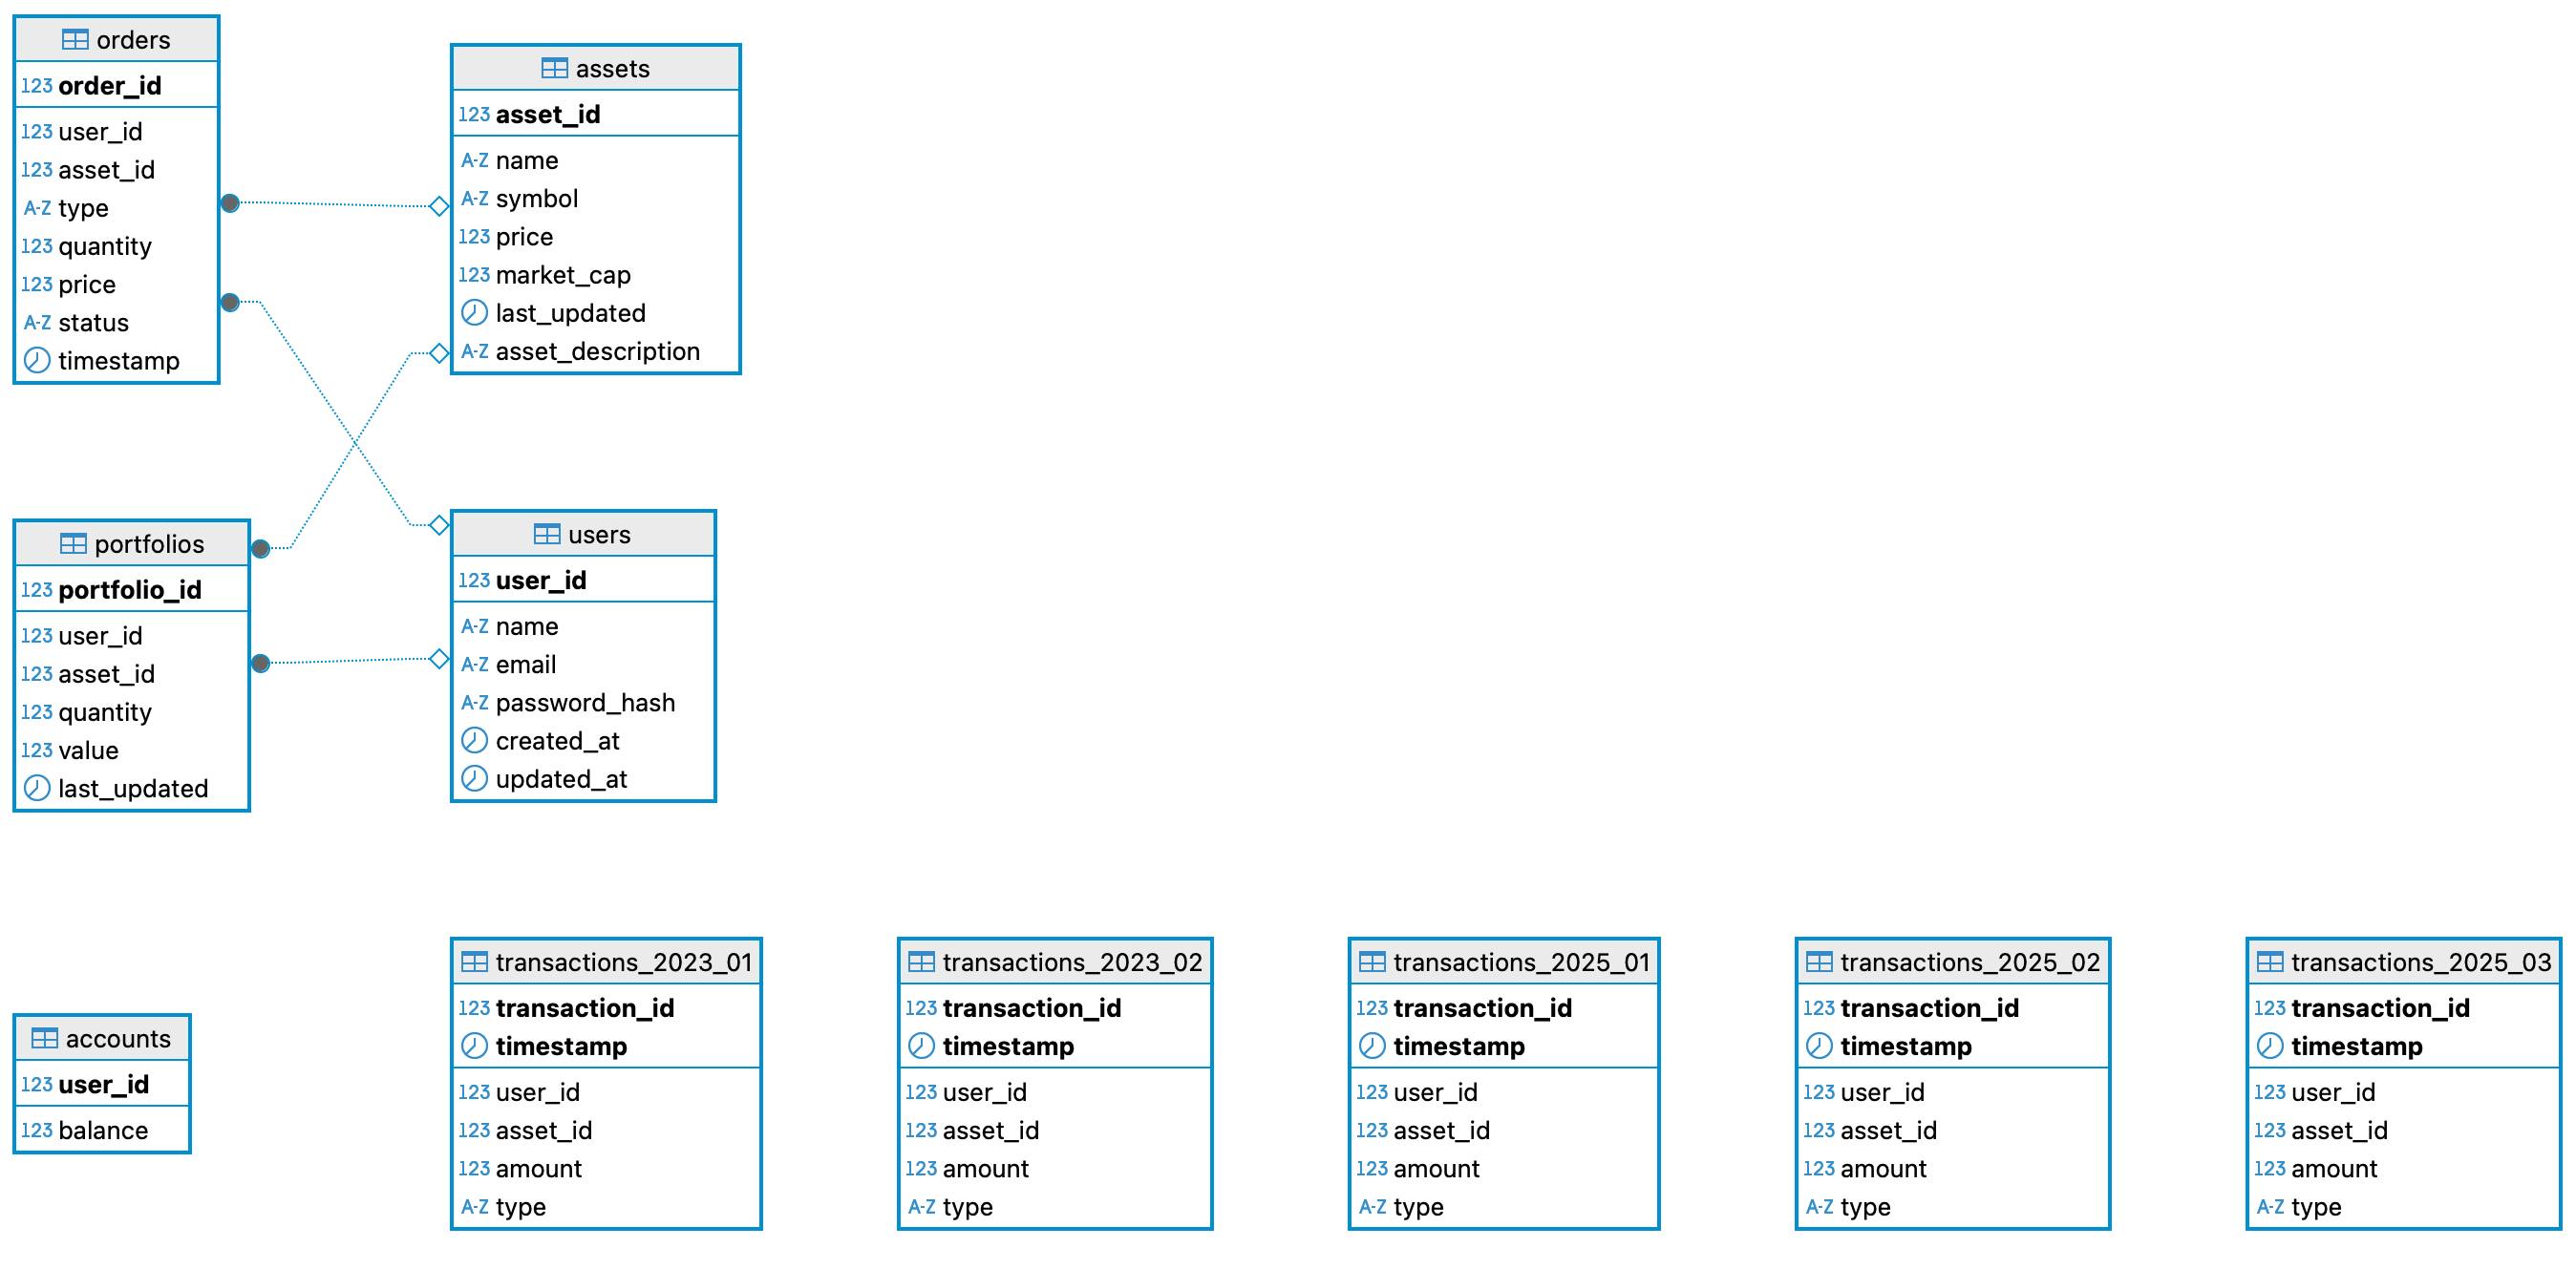 orders
123 order_id
123 user_id
123 asset_id
A-Z type
123 quantity
123 price
A-Z status
timestamp
assets
123 asset_id
A-Z name
A-Z symbol
123 price
123 market_cap
last_updated
A-Z asset_description
portfolios
123 portfolio_id
123 user_id
123 asset_id
123 quantity
123 value
last_updated
users
123 user_id
A-Z name
A-Z email
A-Z password_hash
created_at
updated_at
accounts
123 user_id
123 balance
transactions_2023_01
123 transaction_id
timestamp
123 user_id
123 asset_id
123 amount
A-Z type
transactions_2023_02
123 transaction_id
timestamp
123 user_id
123 asset_id
123 amount
A-Z type
transactions_2025_01
123 transaction_id
timestamp
123 user_id
123 asset_id
123 amount
A-Z type
transactions_2025_02
123 transaction_id
timestamp
123 user_id
123 asset_id
123 amount
A-Z type
transactions_2025_03
123 transaction_id
timestamp
123 user_id
123 asset_id
123 amount
A-Z type